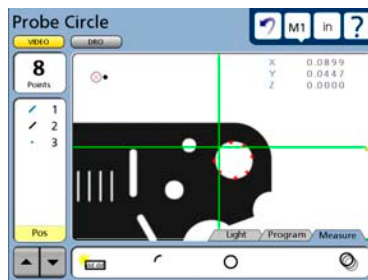 Probe Circle
M1 in ?
VIDEO DRO
8
Points
X 0.0899
Y 0.0447
Z 0.0000
1
2
3
Pos
Light Program Measure